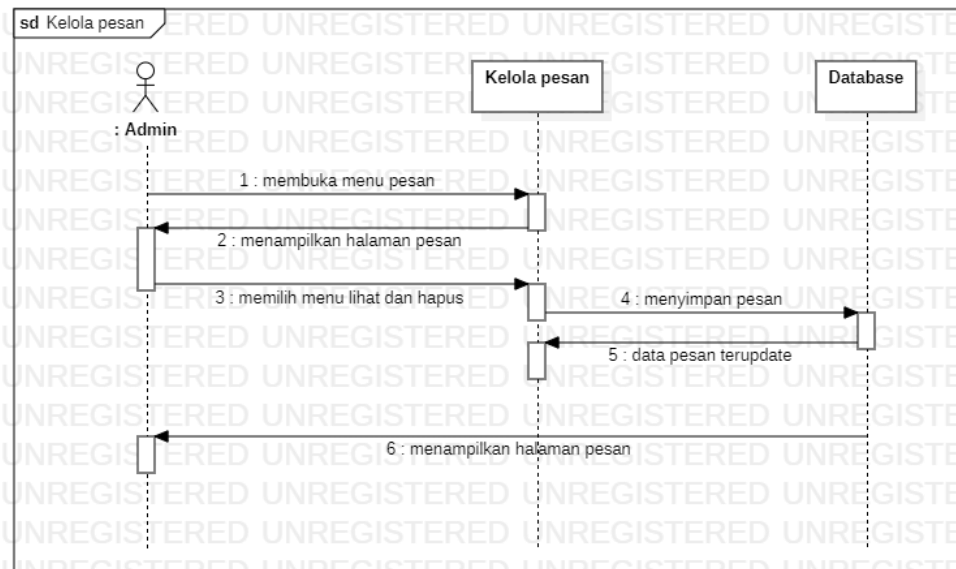 sd Kelola pesan
Kelola pesan
Database
: Admin
1 : membuka menu pesan
2 : menampilkan halaman pesan
3 : memilih menu lihat dan hapus
4 : menyimpan pesan
5 : data pesan terupdate
6 : menampilkan halaman pesan
UNREGISTERED